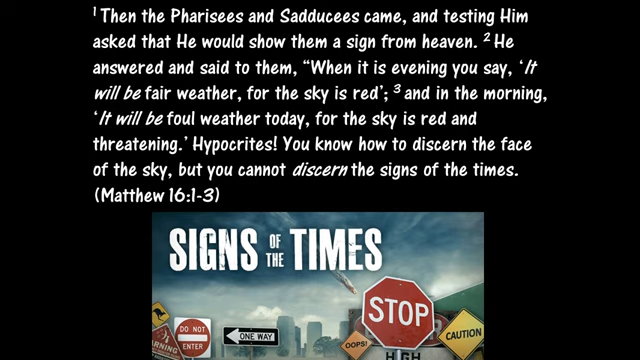 1 Then the Pharisees and Sadducees came, and testing Him
asked that He would show them a sign from heaven. 2 He
answered and said to them, “When it is evening you say, ‘It
will be fair weather, for the sky is red’; 3 and in the morning,
‘It will be foul weather today, for the sky is red and
threatening.’ Hypocrites! You know how to discern the face
of the sky, but you cannot discern the signs of the times.
(Matthew 16:1-3)
SIGNS OF THE TIMES
STOP
DO NOT
ENTER
ONE WAY
WARNING
OOPS!
CAUTION
HIGH